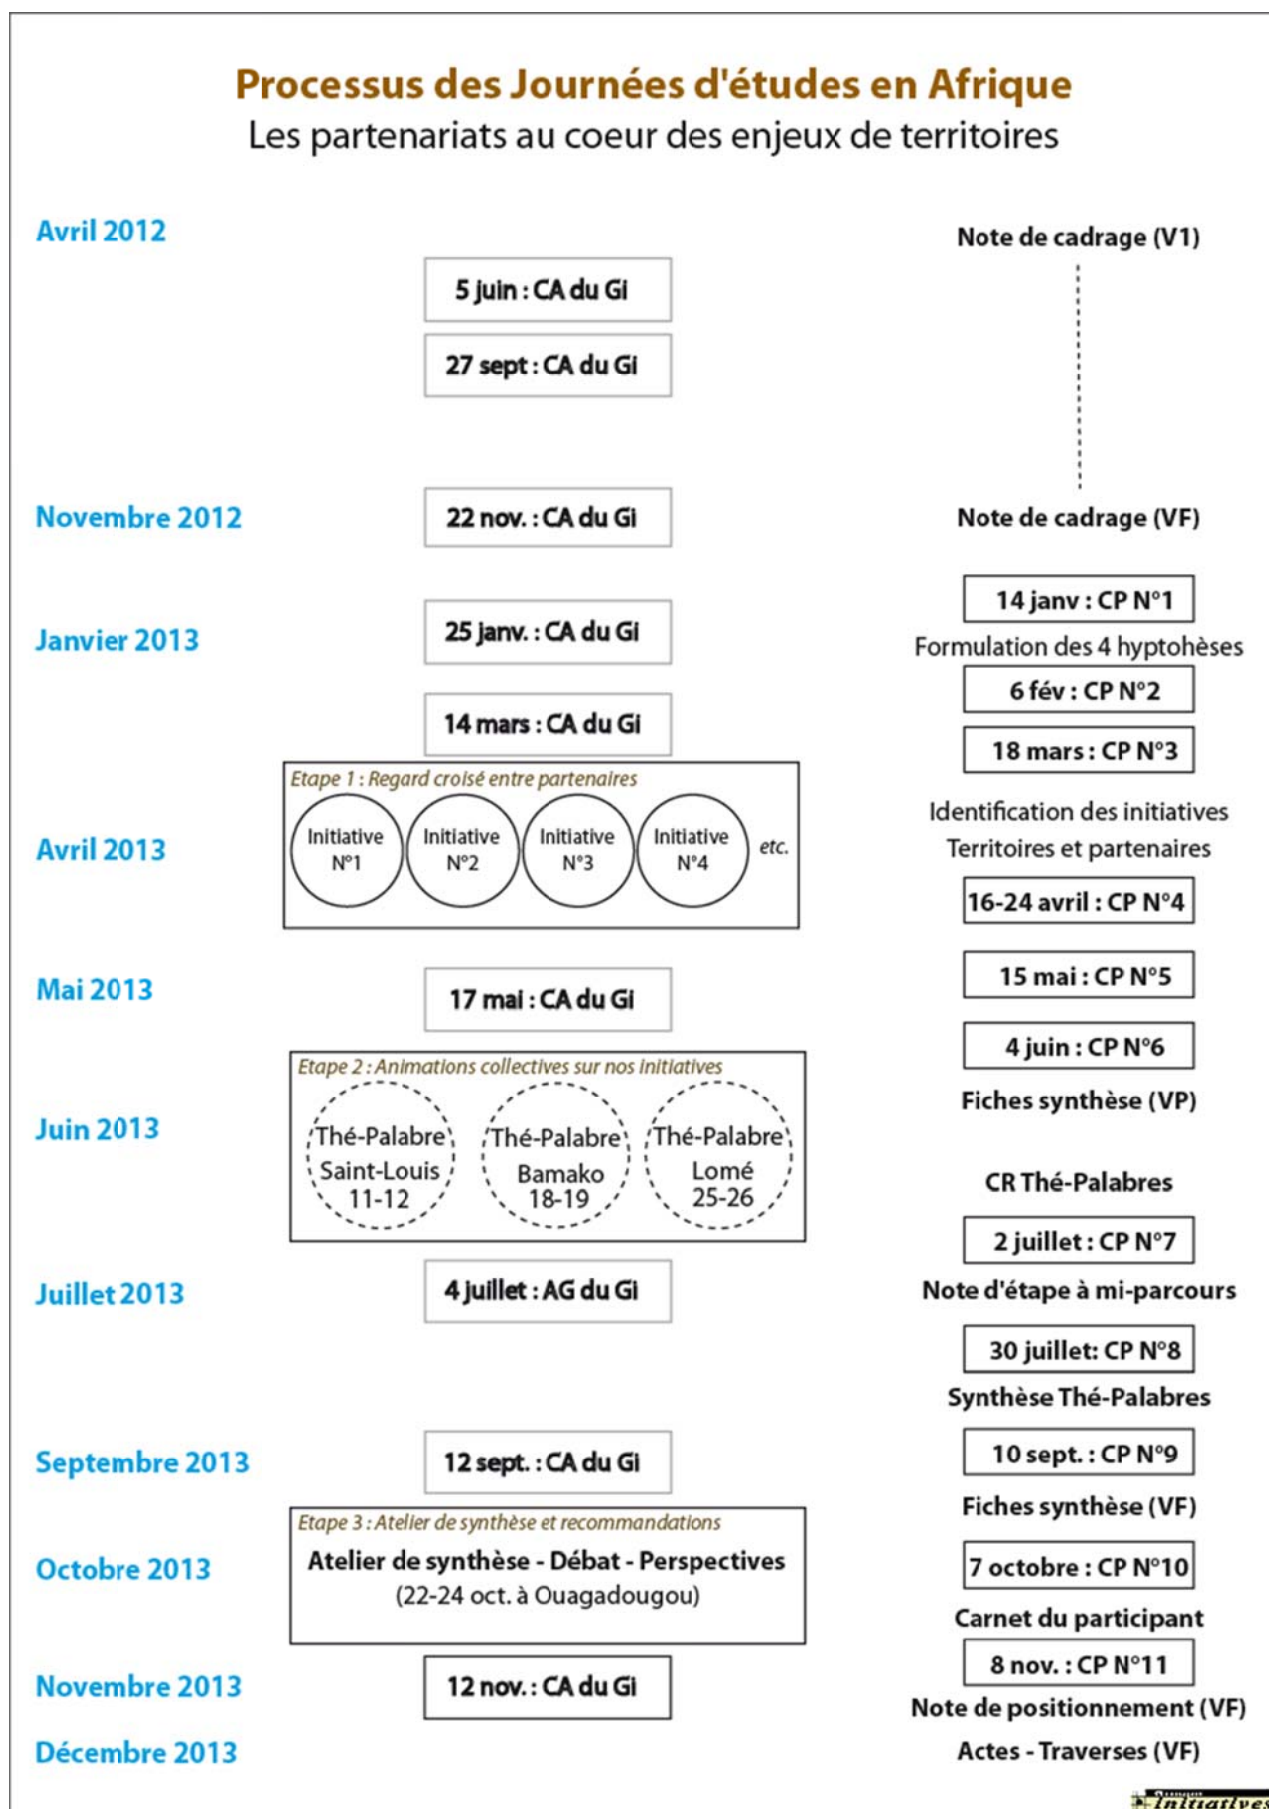 Processus des Journées d'études en Afrique
Les partenariats au coeur des enjeux de territoires
Avril 2012
Note de cadrage (V1)
5 juin : CA du Gi
27 sept : CA du Gi
Novembre 2012
22 nov. : CA du Gi
Note de cadrage (VF)
14 janv : CP N°1
Janvier 2013
25 janv. : CA du Gi
Formulation des 4 hyptohèses
6 fév : CP N°2
14 mars : CA du Gi
18 mars : CP N°3
Etape 1 : Regard croisé entre partenaires
Avril 2013
Initiative
N°1
Initiative
N°2
Initiative
N°3
Initiative
N°4
etc.
Identification des initiatives
Territoires et partenaires
16-24 avril : CP N°4
Mai 2013
17 mai : CA du Gi
15 mai : CP N°5
4 juin : CP N°6
Etape 2 : Animations collectives sur nos initiatives
Fiches synthèse (VP)
Juin 2013
Thé-Palabre
Saint-Louis
11-12
Thé-Palabre
Bamako
18-19
Thé-Palabre
Lomé
25-26
CR Thé-Palabres
2 juillet : CP N°7
Juillet 2013
4 juillet : AG du Gi
Note d'étape à mi-parcours
30 juillet: CP N°8
Synthèse Thé-Palabres
Septembre 2013
12 sept. : CA du Gi
10 sept. : CP N°9
Fiches synthèse (VF)
Etape 3 : Atelier de synthèse et recommandations
Octobre 2013
Atelier de synthèse - Débat - Perspectives
(22-24 oct. à Ouagadougou)
7 octobre : CP N°10
Carnet du participant
8 nov. : CP N°11
Novembre 2013
12 nov. : CA du Gi
Note de positionnement (VF)
Décembre 2013
Actes - Traverses (VF)
Initiatives